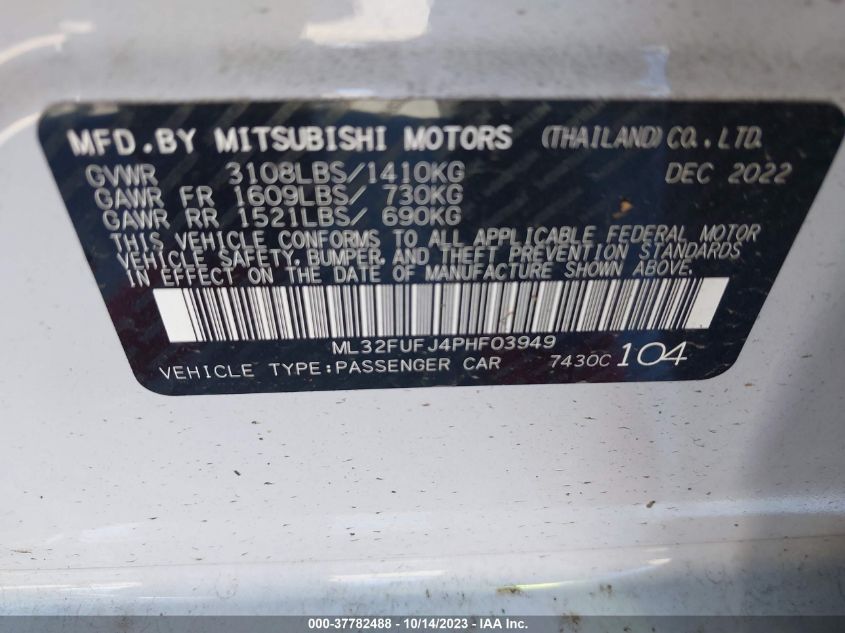 MFD.BY MITSUBISHI MOTORS (THAILAND)CO.,LTD.
GVWR 3108LBS/1410KG DEC 2022
GAWR FR 1609LBS/ 730KG
GAWR RR 1521LBS/ 690KG
THIS VEHICLE CONFORMS TO ALL APPLICABLE FEDERAL MOTOR
VEHICLE SAFETY, BUMPER, AND THEFT PREVENTION STANDARDS
IN EFFECT ON THE DATE OF MANUFACTURE SHOWN ABOVE.
ML32FUFJ4PHF03949
VEHICLE TYPE:PASSENGER CAR 7430C 104
000-37782488 - 10/14/2023 - IAA Inc.